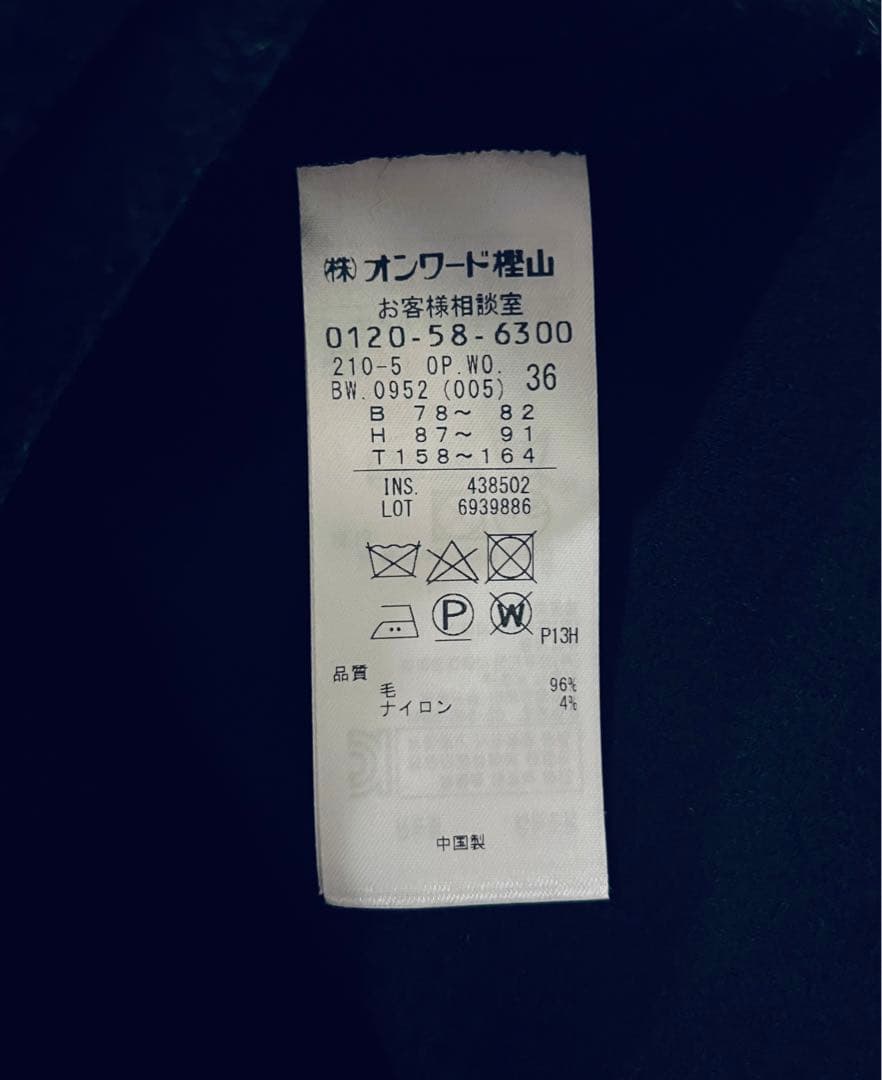 ㈱オンワード樫山
お客様相談室
0120-58-6300
210-5 OP.WO.
BW.0952 (005) 36
B 78～ 82
H 87～ 91
T158～164
INS. 438502
LOT 6939886
P W P13H
品質
毛 96%
ナイロン 4%
中国製